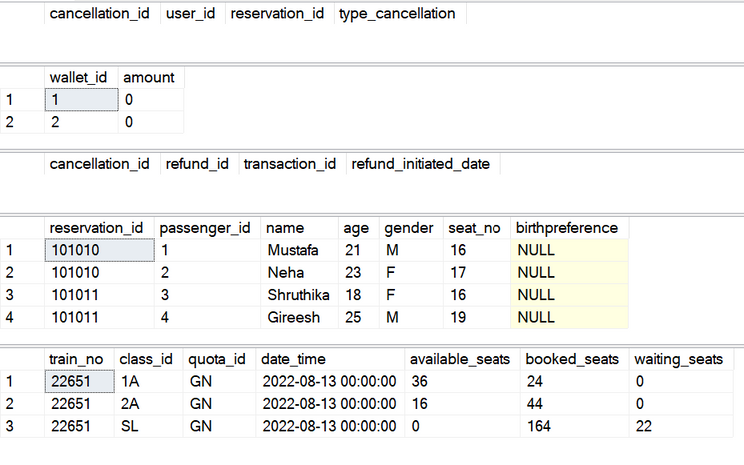 cancellation_id user_id reservation_id type_cancellation
wallet_id amount
1 1 0
2 2 0
cancellation_id refund_id transaction_id refund_initiated_date
reservation_id passenger_id name age gender seat_no birthpreference
1 101010 1 Mustafa 21 M 16 NULL
2 101010 2 Neha 23 F 17 NULL
3 101011 3 Shruthika 18 F 16 NULL
4 101011 4 Gireesh 25 M 19 NULL
train_no class_id quota_id date_time available_seats booked_seats waiting_seats
1 22651 1A GN 2022-08-13 00:00:00 36 24 0
2 22651 2A GN 2022-08-13 00:00:00 16 44 0
3 22651 SL GN 2022-08-13 00:00:00 0 164 22